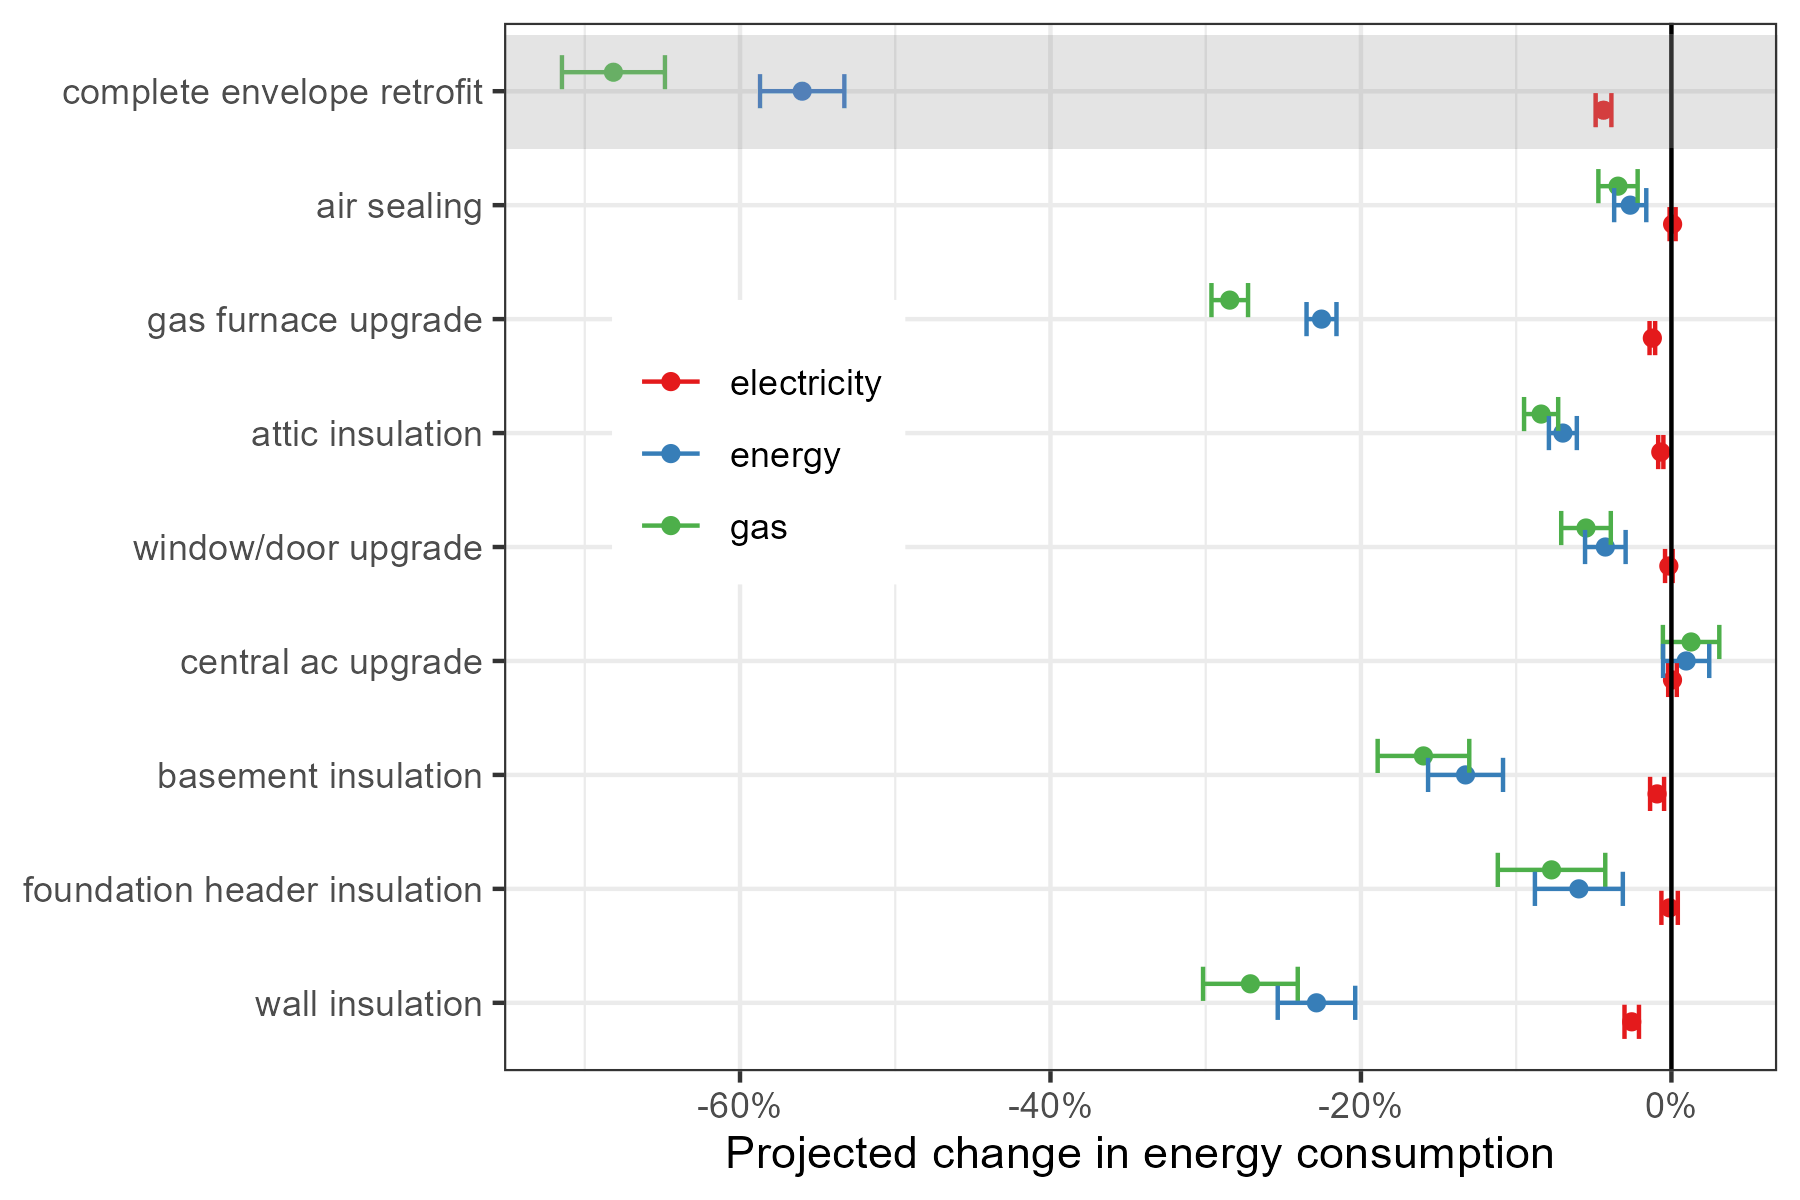 complete envelope retrofit
air sealing
gas furnace upgrade
electricity
attic insulation
energy
gas
window/door upgrade
central ac upgrade
basement insulation
foundation header insulation
wall insulation
-60% -40% -20% 0%
Projected change in energy consumption